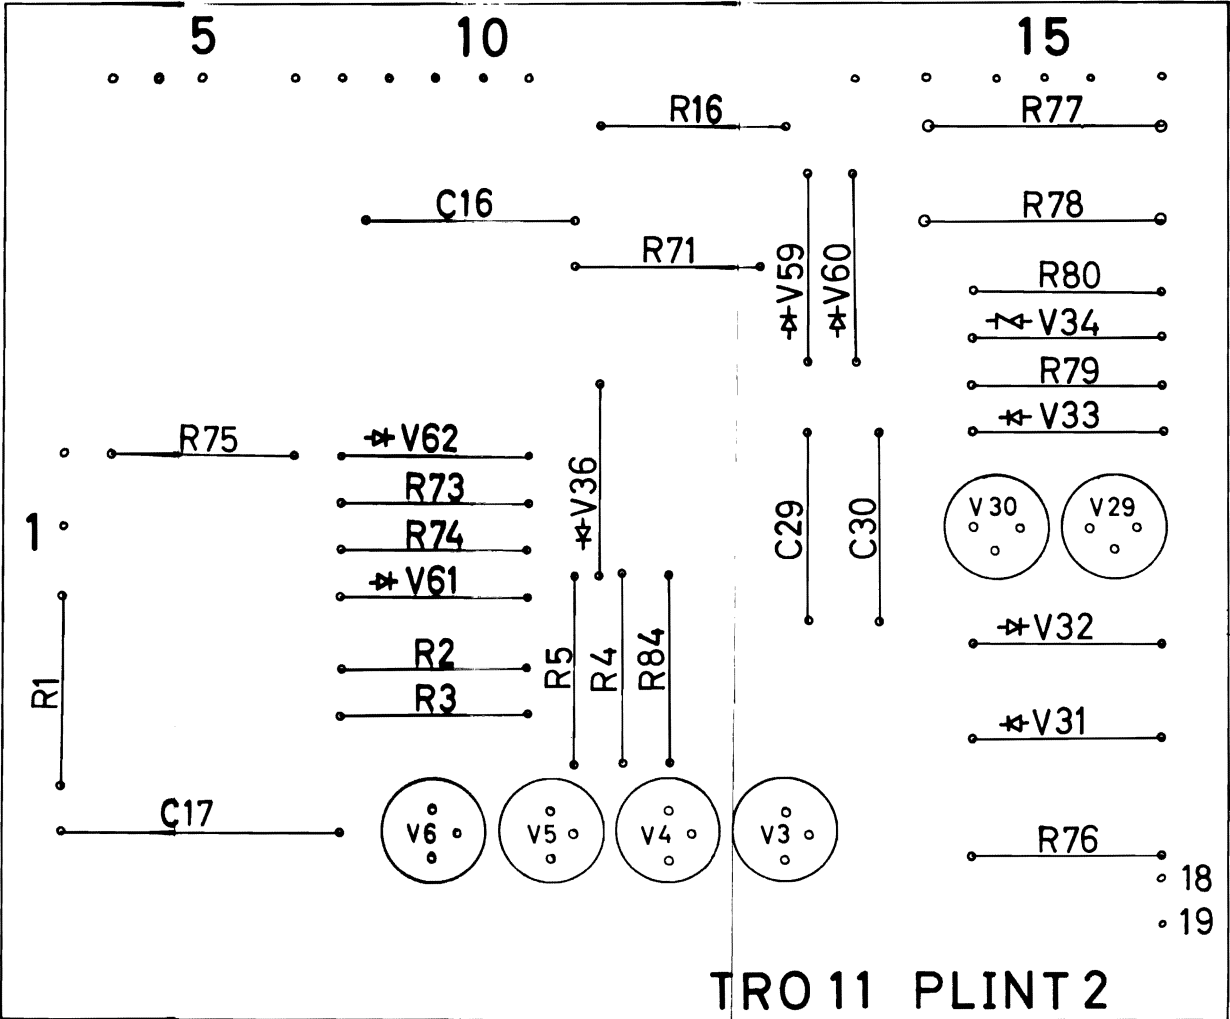 5 10 15
R16 R77
C16 R78
R71 V59 V60
R80
V34
R79
V33
R75 V62
R73 V36
1 R74 C29 C30 V30 V29
V61
R2 R5 R4 R84 V32
R1 R3 V31
C17
V6 V5 V4 V3 R76
18
19
TRO 11 PLINT 2